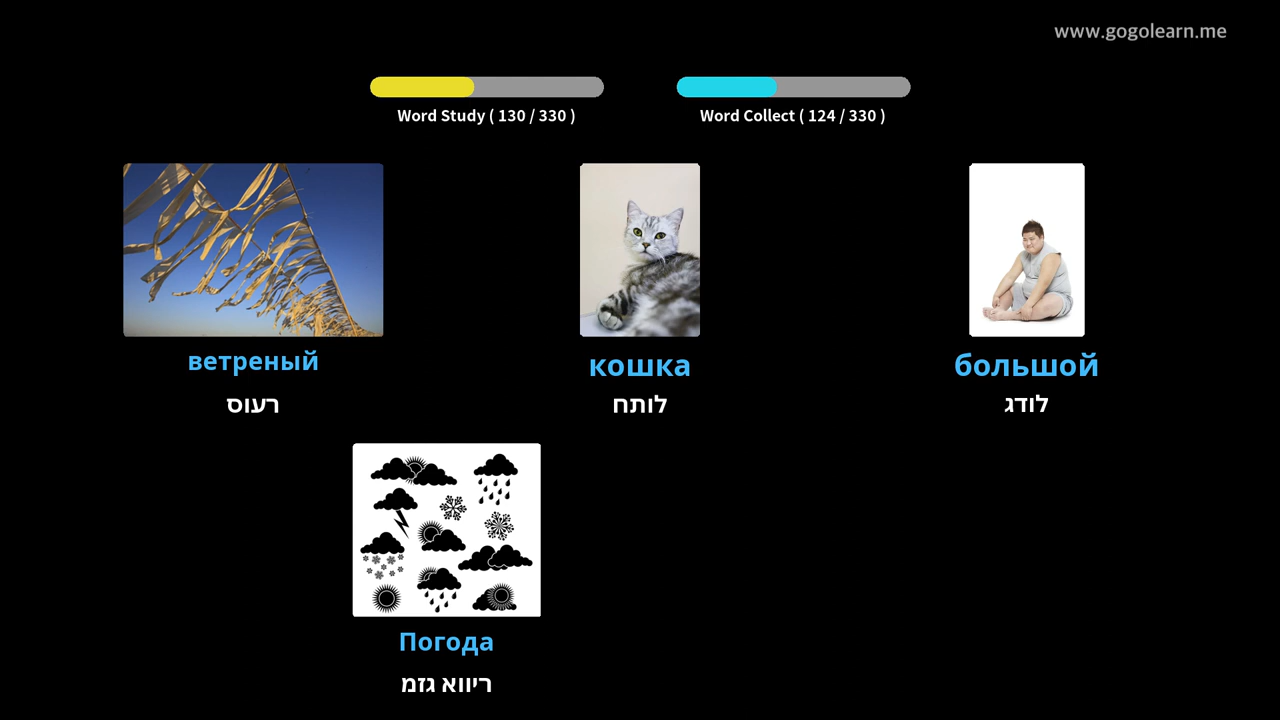 www.gogolearn.me
Word Study ( 130 / 330 )
Word Collect ( 124 / 330 )
ветреный
רעוס
кошка
לותח
большой
לודג
Погода
ריווא גזמ